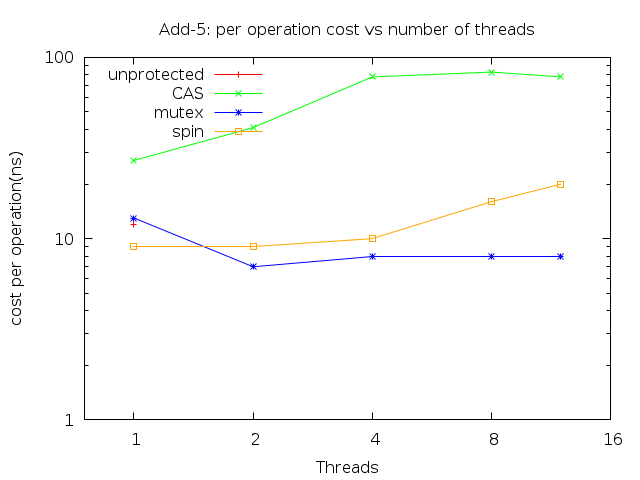 Add-5: per operation cost vs number of threads
100
10
1
cost per operation(ns)
unprotected
CAS
mutex
spin
1 2 4 8 16
Threads